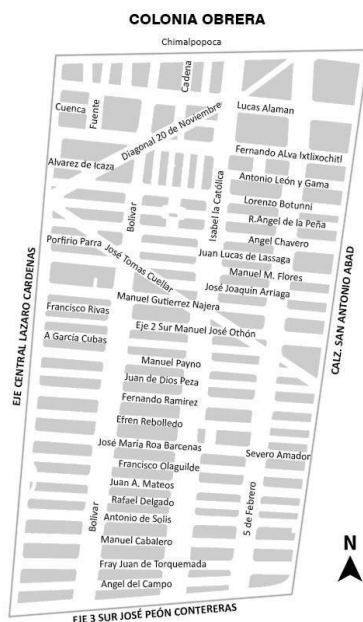 COLONIA OBRERA
Chimalpopoca
Cadena
Cuenca
Fuente
Diagonal 20 de Noviembre
Lucas Alaman
Fernando ALva Ixtlixochitl
Alvarez de Icaza
Antonio León y Gama
Isabel la Católica
Lorenzo Botunni
Bolívar
R.Ángel de la Peña
Angel Chavero
Porfirio Parra
José Tomas Cuellar
Juan Lucas de Lassaga
Manuel M. Flores
José Joaquín Arriaga
Manuel Gutierrez Najera
Francisco Rivas
Eje 2 Sur Manuel José Othón
A García Cubas
EJE CENTRAL LAZARO CARDENAS
CALZ. SAN ANTONIO ABAD
Manuel Payno
Juan de Dios Peza
Fernando Ramirez
Efren Rebolledo
José María Roa Barcenas
Severo Amador
Francisco Olaguilde
Juan A. Mateos
Rafael Delgado
Bolivar
5 de Febrero
Antonio de Solis
Manuel Cabalero
Fray Juan de Torquemada
Angel del Campo
N
EJE 3 SUR JOSÉ PEÓN CONTERERAS